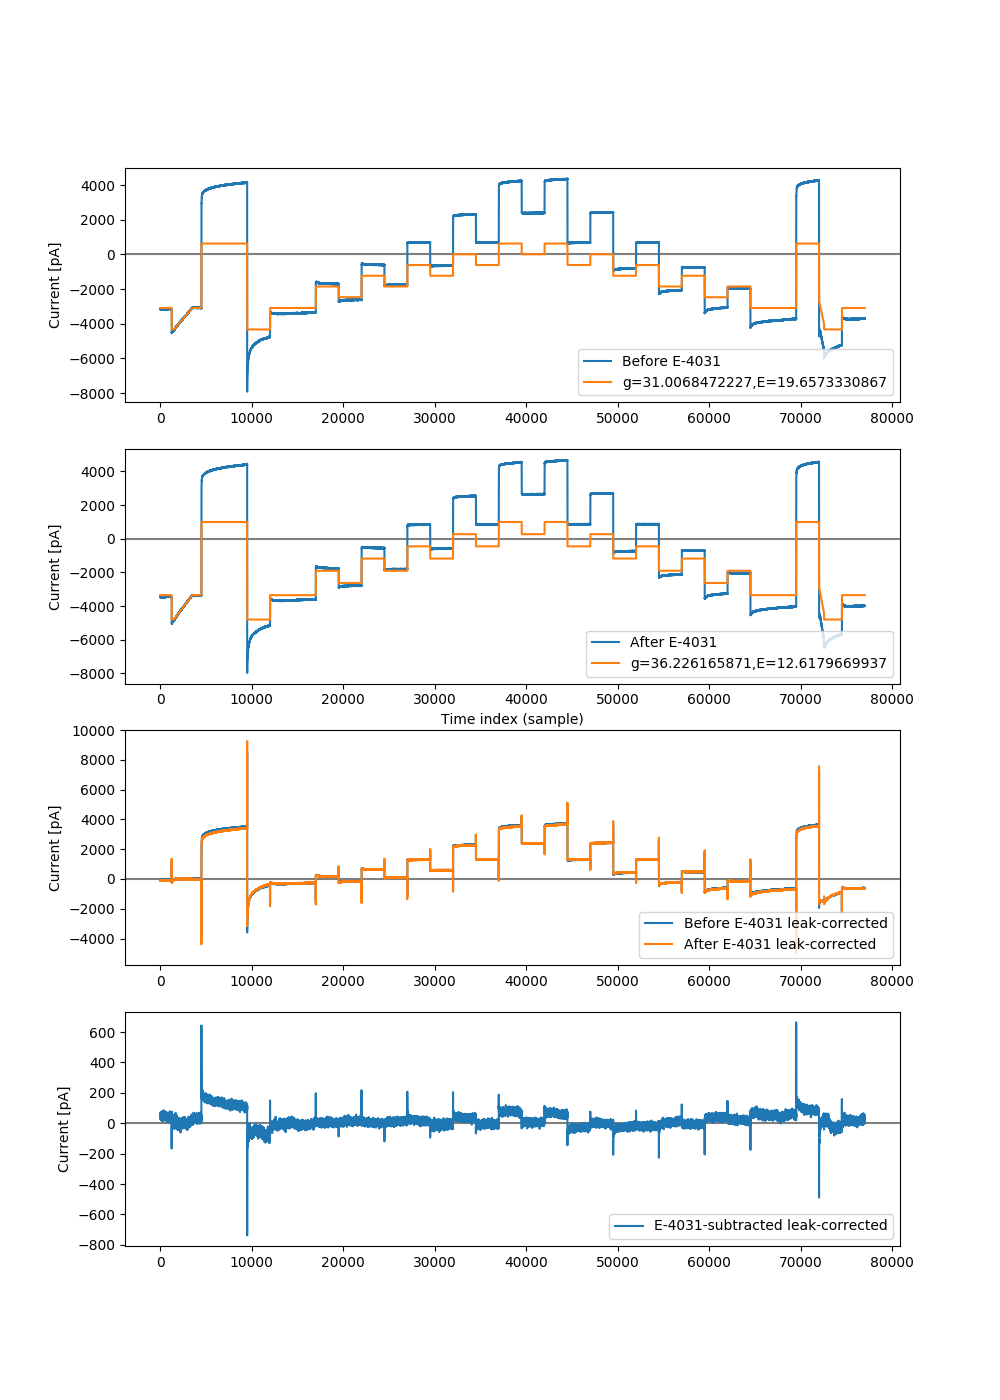 4000
2000
0
−2000
−4000
−6000
−8000
Current [pA]
Before E-4031
g=31.0068472227,E=19.6573330867
0 10000 20000 30000 40000 50000 60000 70000 80000
4000
2000
0
−2000
−4000
−6000
−8000
Current [pA]
After E-4031
g=36.226165871,E=12.6179669937
0 10000 20000 30000 40000 50000 60000 70000 80000
Time index (sample)
10000
8000
6000
4000
2000
0
−2000
−4000
Current [pA]
Before E-4031 leak-corrected
After E-4031 leak-corrected
0 10000 20000 30000 40000 50000 60000 70000 80000
600
400
200
0
−200
−400
−600
−800
Current [pA]
E-4031-subtracted leak-corrected
0 10000 20000 30000 40000 50000 60000 70000 80000